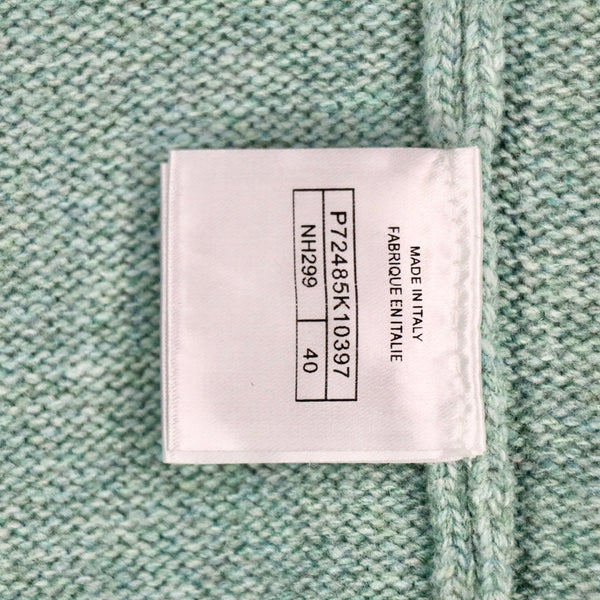 MADE IN ITALY
FABRIQUE EN ITALIE
P72485K10397
NH299 40